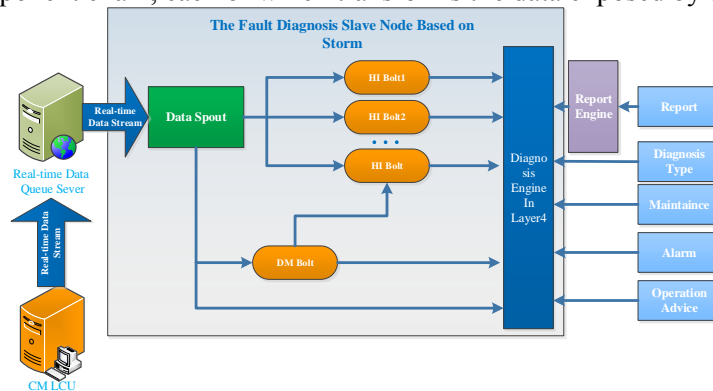 The Fault Diagnosis Slave Node Based on
Storm
Real-time
Data Stream
Data Spout
HI Bolt1
HI Bolt2
...
HI Bolt
DM Bolt
Diagno
sis
Engine
In
Layer4
Report
Engine
Report
Diagnosis
Type
Maintaince
Alarm
Operation
Advice
Real-time Data
Queue Sever
Real-time Data
Stream
CM LCU